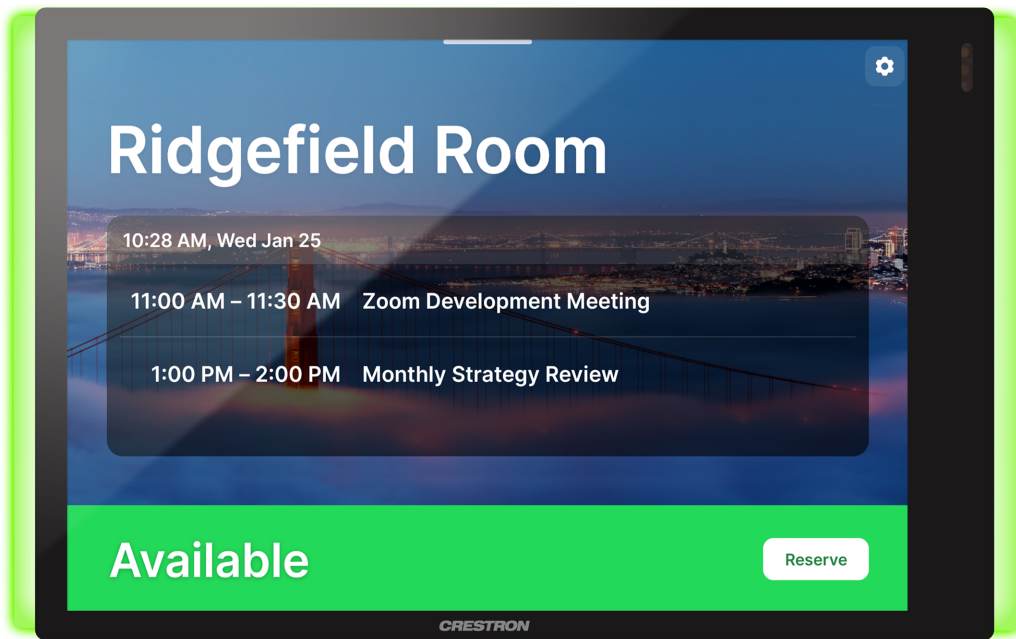 Ridgefield Room
10:28 AM, Wed Jan 25
11:00 AM – 11:30 AM Zoom Development Meeting
1:00 PM – 2:00 PM Monthly Strategy Review
Available
Reserve
CRESTRON